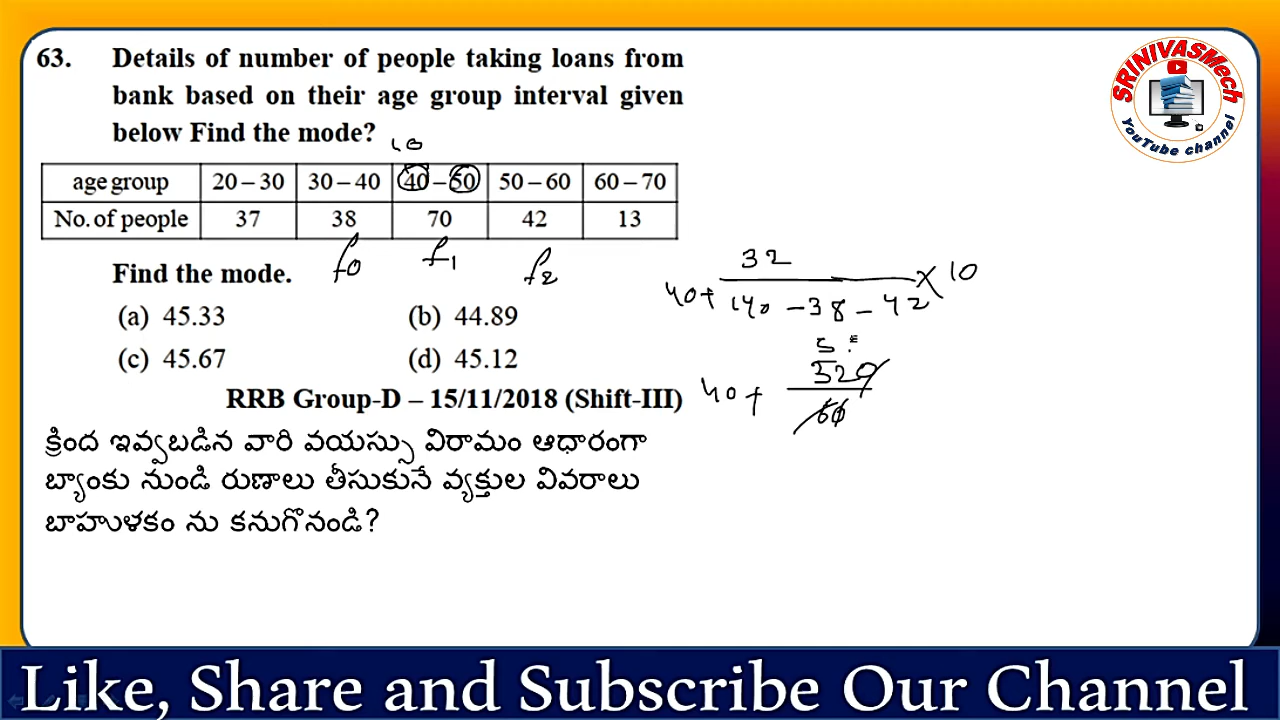 63. Details of number of people taking loans from
bank based on their age group interval given
below Find the mode?
10
age group 20 – 30 30 – 40 40 – 50 50 – 60 60 – 70
No. of people 37 38 70 42 13
f0 f1 f2
Find the mode.
(a) 45.33 (b) 44.89
(c) 45.67 (d) 45.12
RRB Group-D – 15/11/2018 (Shift-III)
క్రింద ఇవ్వబడిన వారి వయస్సు విరామం ఆధారంగా
బ్యాంకు నుండి రుణాలు తీసుకునే వ్యక్తుల వివరాలు
బాహుళకం ను కనుగొనండి?
32
40+ 140 – 38 – 42 × 10
5.
320
40 +
60
SRINIVASMech
YouTube channel
Like, Share and Subscribe Our Channel